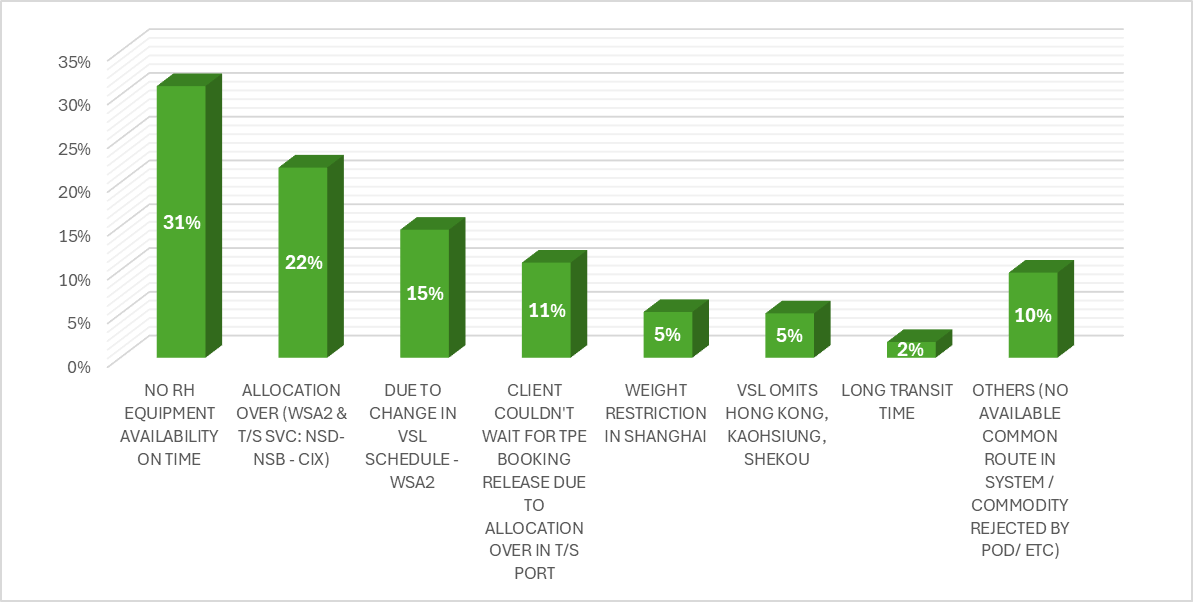 35%
30%
25%
20%
15%
10%
5%
0%
31%
22%
15%
11%
5%
5%
2%
10%
NO RH
EQUIPMENT
AVAILABILITY
ON TIME
ALLOCATION
OVER (WSA2 &
T/S SVC: NSD-
NSB - CIX)
DUE TO
CHANGE IN
VSL
SCHEDULE -
WSA2
CLIENT
COULDN'T
WAIT FOR TPE
BOOKING
RELEASE DUE
TO
ALLOCATION
OVER IN T/S
PORT
WEIGHT
RESTRICTION
IN SHANGHAI
VSL OMITS
HONG KONG,
KAOHSIUNG,
SHEKOU
LONG TRANSIT
TIME
OTHERS (NO
AVAILABLE
COMMON
ROUTE IN
SYSTEM /
COMMODITY
REJECTED BY
POD/ ETC)